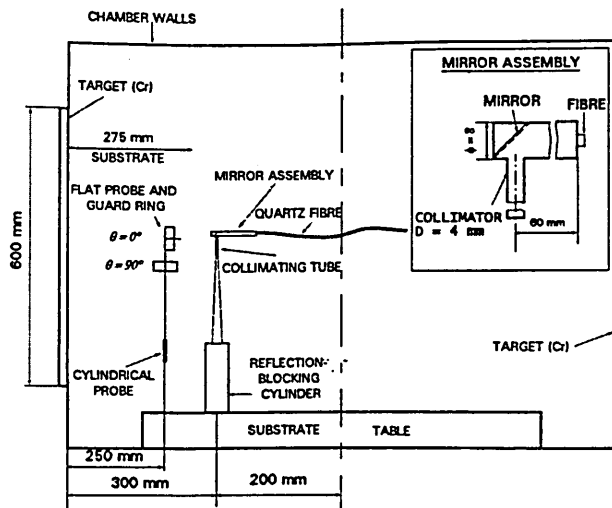 CHAMBER WALLS
TARGET (Cr)
275 mm
SUBSTRATE
FLAT PROBE AND
GUARD RING
θ = 0°
θ = 90°
600 mm
CYLINDRICAL
PROBE
MIRROR ASSEMBLY
QUARTZ FIBRE
COLLIMATING TUBE
REFLECTION-
BLOCKING
CYLINDER
SUBSTRATE TABLE
250 mm
300 mm
200 mm
TARGET (Cr)
MIRROR ASSEMBLY
MIRROR
FIBRE
COLLIMATOR
D = 4 mm
60 mm